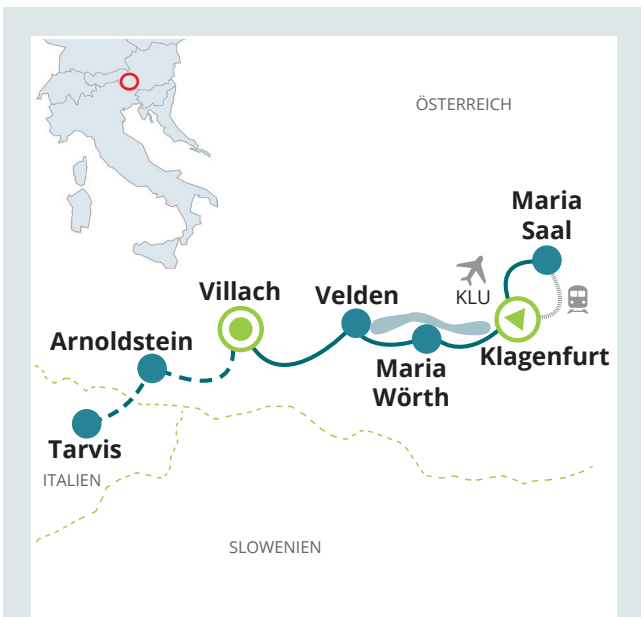 ÖSTERREICH
Maria
Saal
KLU
Villach
Velden
Arnoldstein
Klagenfurt
Maria
Wörth
Tarvis
ITALIEN
SLOWENIEN